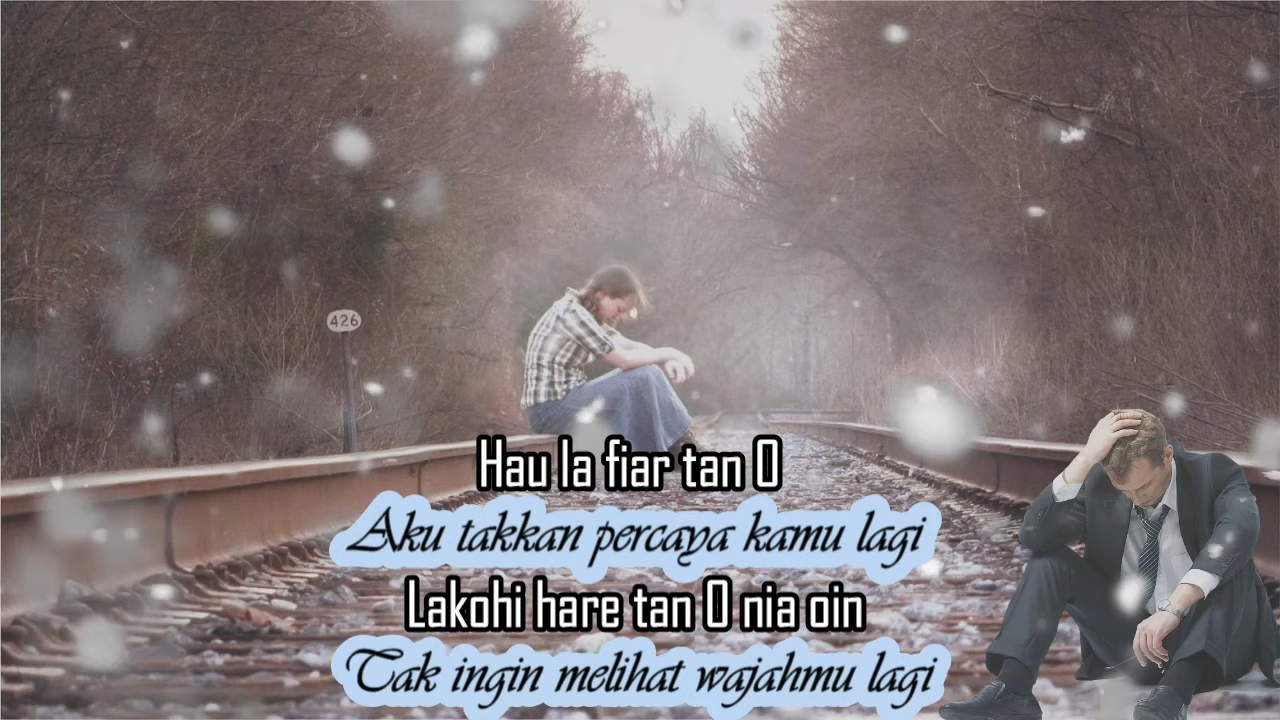 426
Hau la fiar tan O
Aku takkan percaya kamu lagi
Lakohi hare tan O nia oin
Tak ingin melihat wajahmu lagi